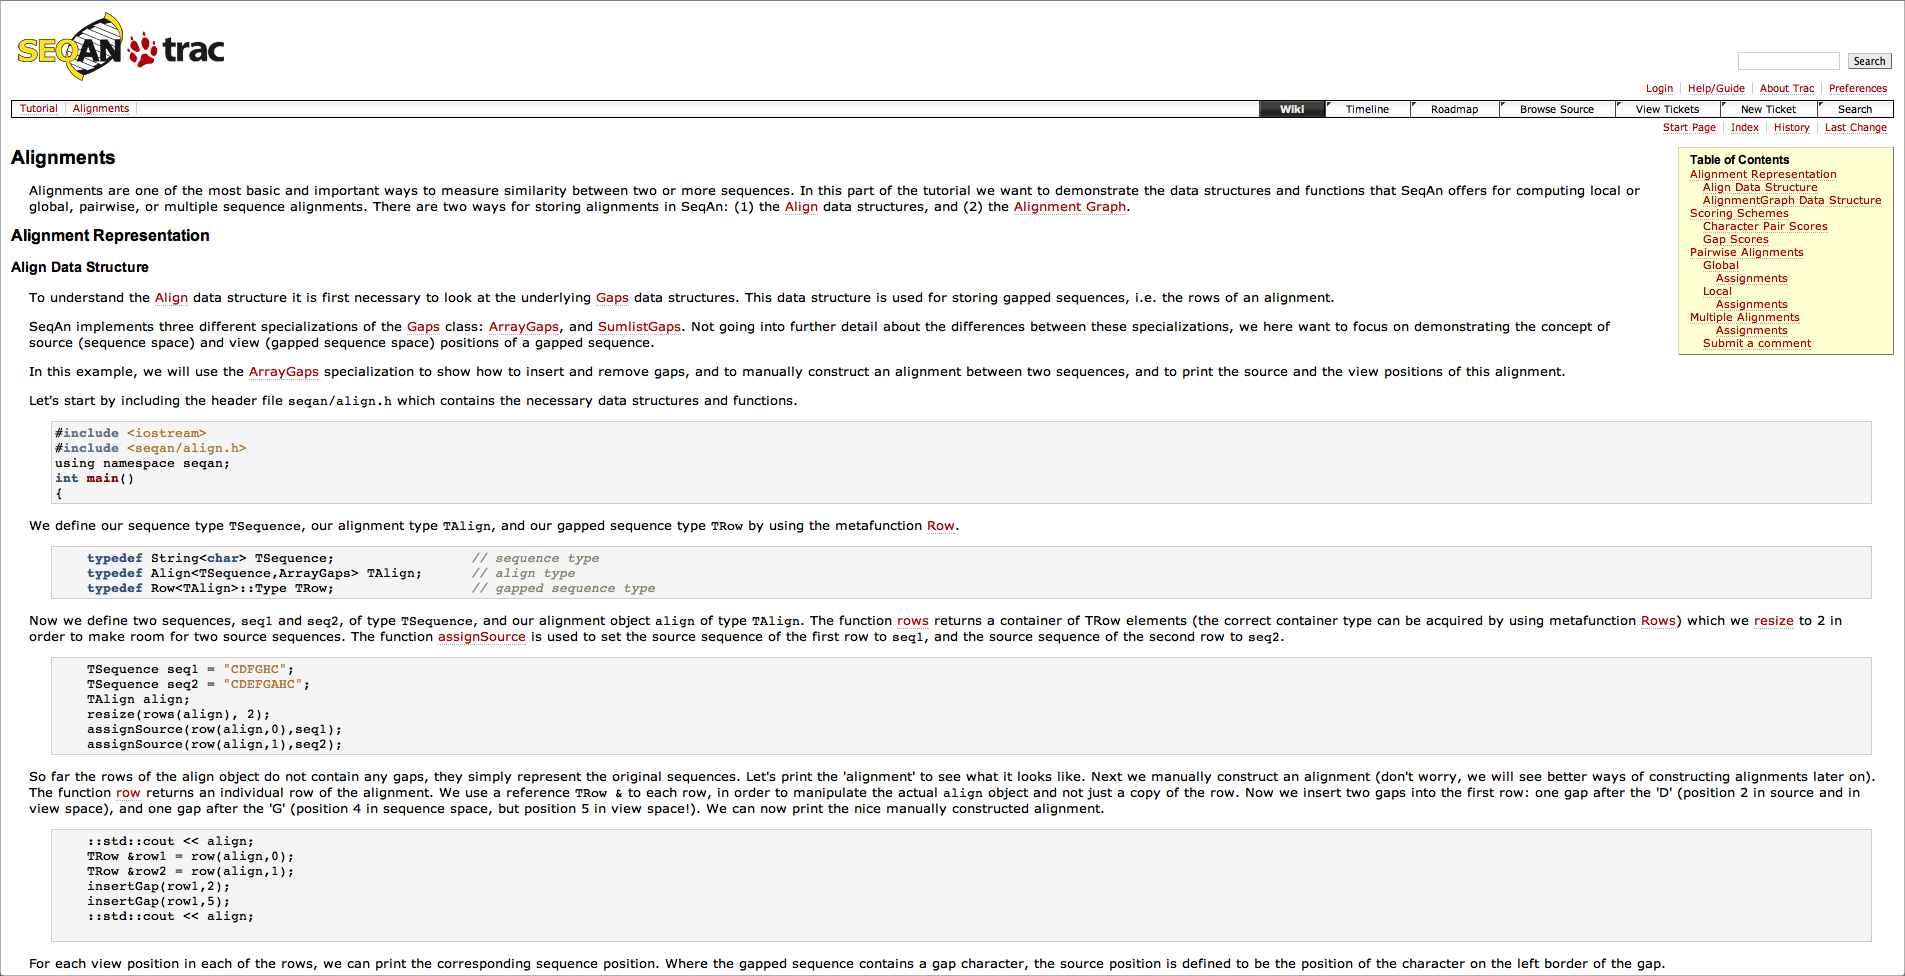 SEQAN trac
Search
Login Help/Guide About Trac Preferences
Tutorial Alignments
Wiki Timeline Roadmap Browse Source View Tickets New Ticket Search
Start Page Index History Last Change
Alignments
Alignments are one of the most basic and important ways to measure similarity between two or more sequences. In this part of the tutorial we want to demonstrate the data structures and functions that SeqAn offers for computing local or
global, pairwise, or multiple sequence alignments. There are two ways for storing alignments in SeqAn: (1) the Align data structures, and (2) the Alignment Graph.
Table of Contents
Alignment Representation
Align Data Structure
AlignmentGraph Data Structure
Scoring Schemes
Character Pair Scores
Gap Scores
Pairwise Alignments
Global
Assignments
Local
Assignments
Multiple Alignments
Assignments
Submit a comment
Alignment Representation
Align Data Structure
To understand the Align data structure it is first necessary to look at the underlying Gaps data structures. This data structure is used for storing gapped sequences, i.e. the rows of an alignment.
SeqAn implements three different specializations of the Gaps class: ArrayGaps, and SumlistGaps. Not going into further detail about the differences between these specializations, we here want to focus on demonstrating the concept of
source (sequence space) and view (gapped sequence space) positions of a gapped sequence.
In this example, we will use the ArrayGaps specialization to show how to insert and remove gaps, and to manually construct an alignment between two sequences, and to print the source and the view positions of this alignment.
Let's start by including the header file seqan/align.h which contains the necessary data structures and functions.
#include <iostream>
#include <seqan/align.h>
using namespace seqan;
int main()
{
We define our sequence type TSequence, our alignment type TAlign, and our gapped sequence type TRow by using the metafunction Row.
typedef String<char> TSequence; // sequence type
typedef Align<TSequence,ArrayGaps> TAlign; // align type
typedef Row<TAlign>::Type TRow; // gapped sequence type
Now we define two sequences, seq1 and seq2, of type TSequence, and our alignment object align of type TAlign. The function rows returns a container of TRow elements (the correct container type can be acquired by using metafunction Rows) which we resize to 2 in
order to make room for two source sequences. The function assignSource is used to set the source sequence of the first row to seq1, and the source sequence of the second row to seq2.
TSequence seq1 = "CDFGHC";
TSequence seq2 = "CDEFGAHC";
TAlign align;
resize(rows(align), 2);
assignSource(row(align,0),seq1);
assignSource(row(align,1),seq2);
So far the rows of the align object do not contain any gaps, they simply represent the original sequences. Let's print the 'alignment' to see what it looks like. Next we manually construct an alignment (don't worry, we will see better ways of constructing alignments later on).
The function row returns an individual row of the alignment. We use a reference TRow & to each row, in order to manipulate the actual align object and not just a copy of the row. Now we insert two gaps into the first row: one gap after the 'D' (position 2 in source and in
view space), and one gap after the 'G' (position 4 in sequence space, but position 5 in view space!). We can now print the nice manually constructed alignment.
::std::cout << align;
TRow &row1 = row(align,0);
TRow &row2 = row(align,1);
insertGap(row1,2);
insertGap(row1,5);
::std::cout << align;
For each view position in each of the rows, we can print the corresponding sequence position. Where the gapped sequence contains a gap character, the source position is defined to be the position of the character on the left border of the gap.